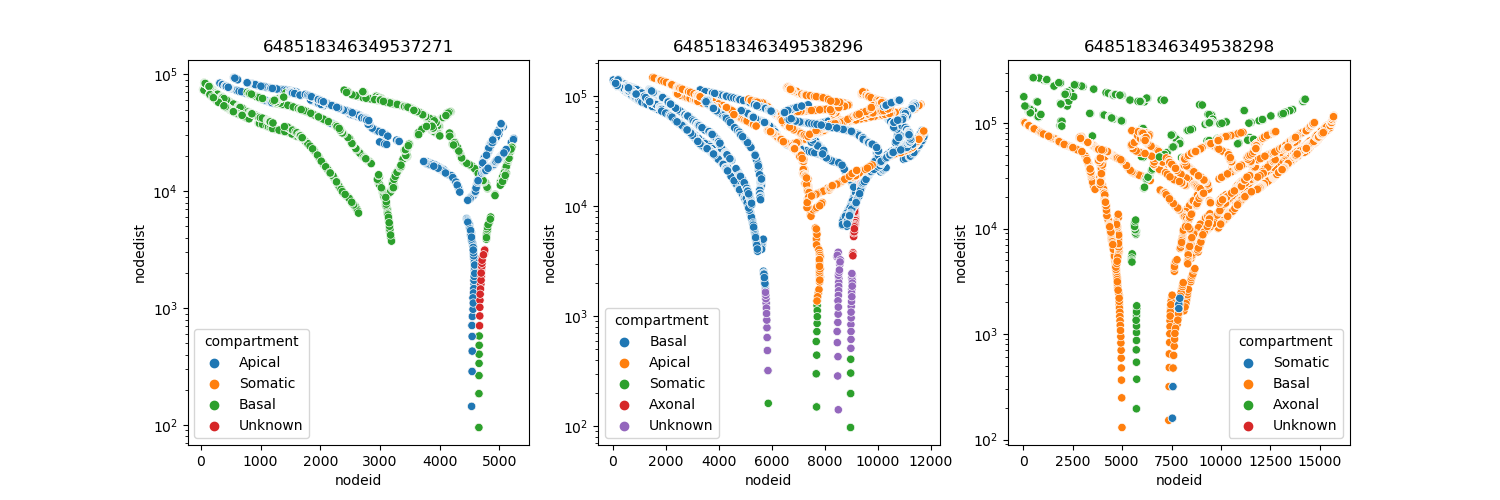 648518346349537271
10^5
10^4
10^3
10^2
nodedist
0 1000 2000 3000 4000 5000
nodeid
compartment
Apical
Somatic
Basal
Unknown
648518346349538296
10^5
10^4
10^3
10^2
nodedist
0 2000 4000 6000 8000 10000 12000
nodeid
compartment
Basal
Apical
Somatic
Axonal
Unknown
648518346349538298
10^5
10^4
10^3
10^2
nodedist
0 2500 5000 7500 10000 12500 15000
nodeid
compartment
Somatic
Basal
Axonal
Unknown